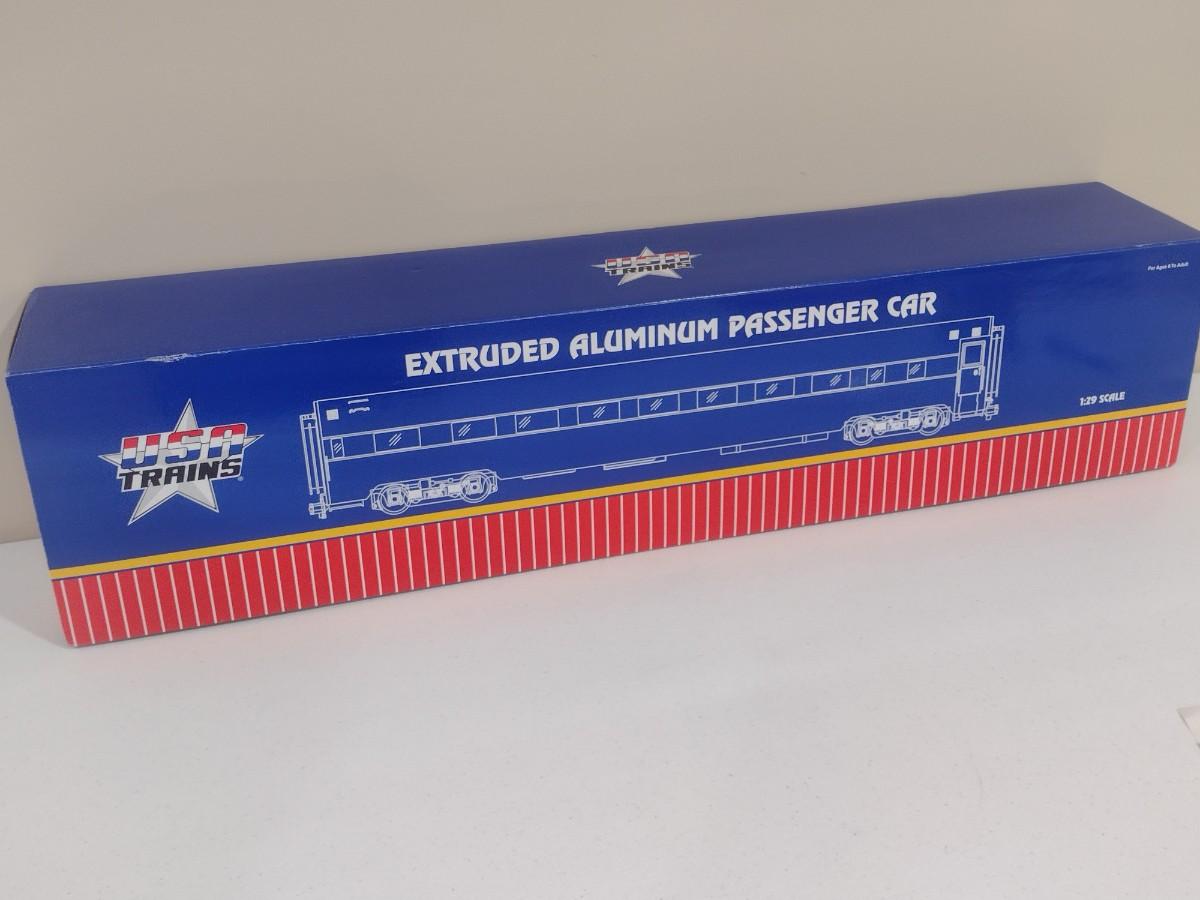 USA
TRAINS
EXTRUDED ALUMINUM PASSENGER CAR
For Ages 8 To Adult
1:29 SCALE
USA
TRAINS